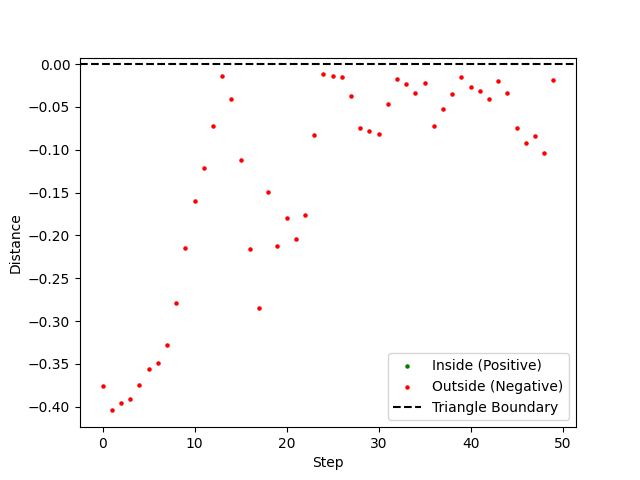 0.00
−0.05
−0.10
−0.15
−0.20
−0.25
−0.30
−0.35
−0.40
Distance
Inside (Positive)
Outside (Negative)
Triangle Boundary
0 10 20 30 40 50
Step